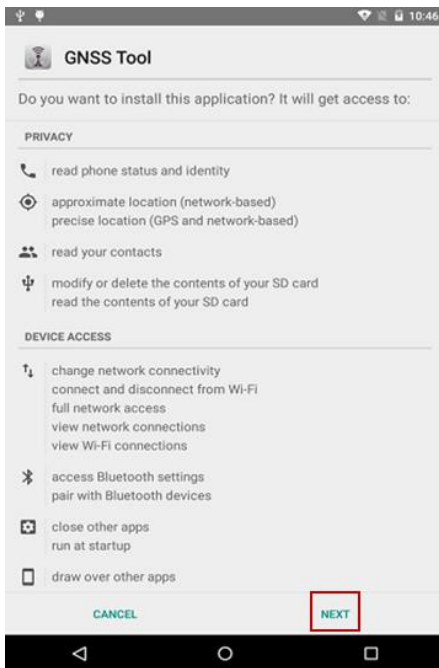 10:46
GNSS Tool
Do you want to install this application? It will get access to:
PRIVACY
read phone status and identity
approximate location (network-based)
precise location (GPS and network-based)
read your contacts
modify or delete the contents of your SD card
read the contents of your SD card
DEVICE ACCESS
change network connectivity
connect and disconnect from Wi-Fi
full network access
view network connections
view Wi-Fi connections
access Bluetooth settings
pair with Bluetooth devices
close other apps
run at startup
draw over other apps
CANCEL NEXT